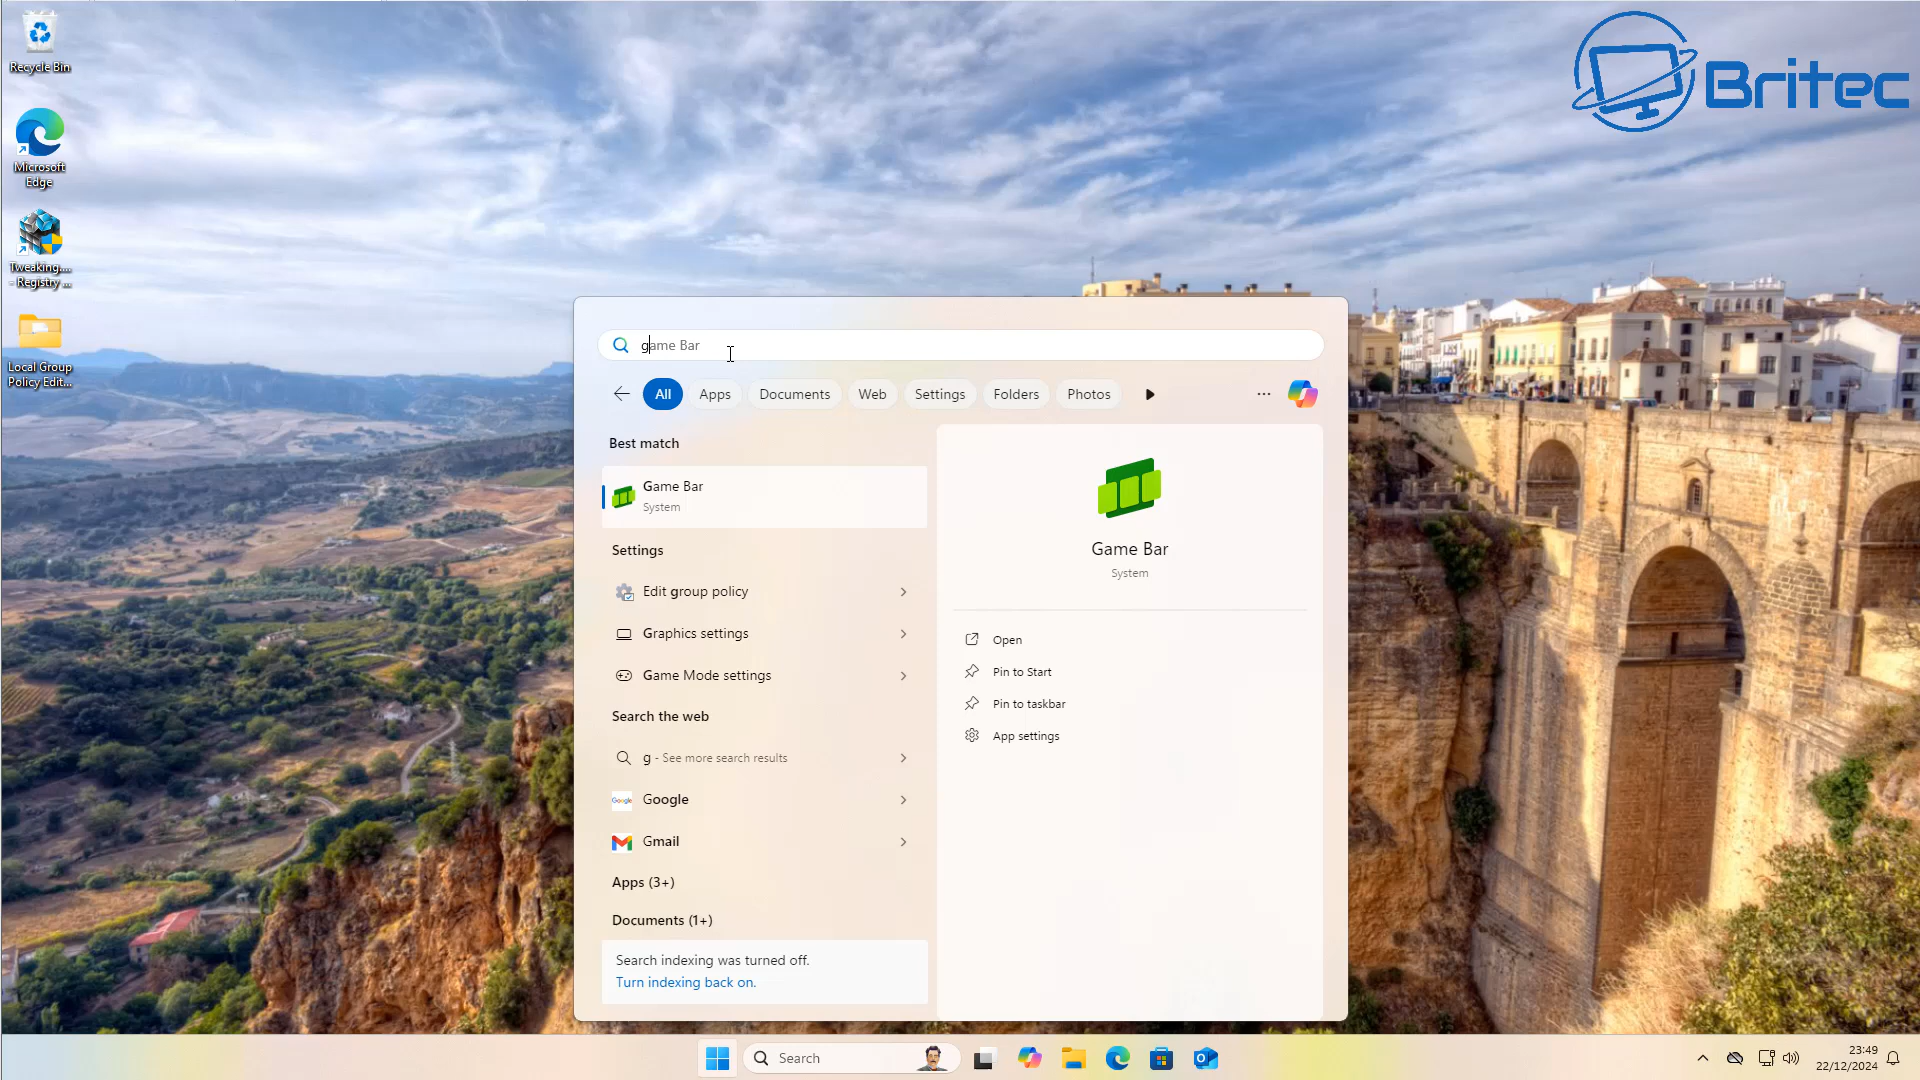 Recycle Bin
Microsoft
Edge
Tweaking....
- Registry ...
Local Group
Policy Edit...
Britec
game Bar
All
Apps
Documents
Web
Settings
Folders
Photos
Best match
Game Bar
System
Settings
Edit group policy
Graphics settings
Game Mode settings
Search the web
g - See more search results
Google
Google
Gmail
Apps (3+)
Documents (1+)
Search indexing was turned off.
Turn indexing back on.
Game Bar
System
Open
Pin to Start
Pin to taskbar
App settings
Search
23:49
22/12/2024